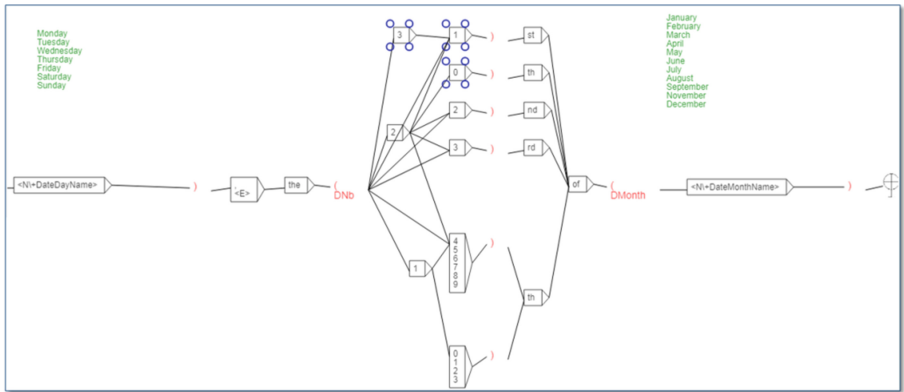 Monday
Tuesday
Wednesday
Thursday
Friday
Saturday
Sunday
January
February
March
April
May
June
July
August
September
November
December
3
1
)
st
0
)
th
2
2
)
nd
3
)
rd
<N\+DateDayName>
)
,
<E>
the
(
DNb
of
(
DMonth
<N\+DateMonthName>
)
1
4
5
6
7
8
9
)
th
0
1
2
3
)